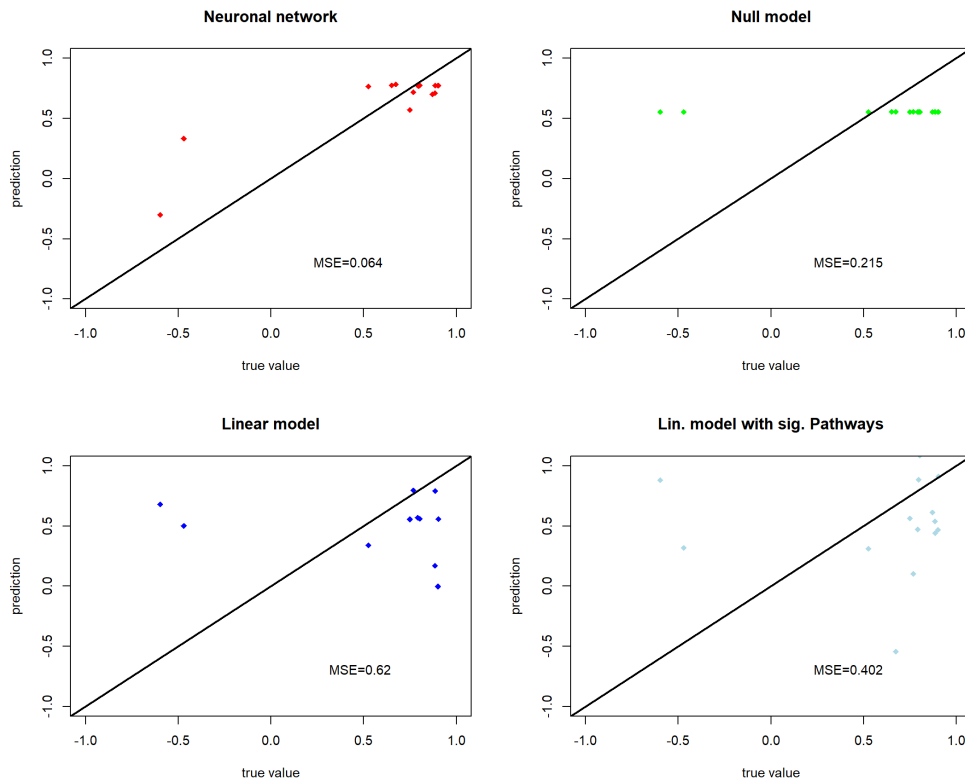 Neuronal network
prediction
1.0
0.5
0.0
-0.5
-1.0
MSE=0.064
-1.0 -0.5 0.0 0.5 1.0
true value
Null model
prediction
1.0
0.5
0.0
-0.5
-1.0
MSE=0.215
-1.0 -0.5 0.0 0.5 1.0
true value
Linear model
prediction
1.0
0.5
0.0
-0.5
-1.0
MSE=0.62
-1.0 -0.5 0.0 0.5 1.0
true value
Lin. model with sig. Pathways
prediction
1.0
0.5
0.0
-0.5
-1.0
MSE=0.402
-1.0 -0.5 0.0 0.5 1.0
true value